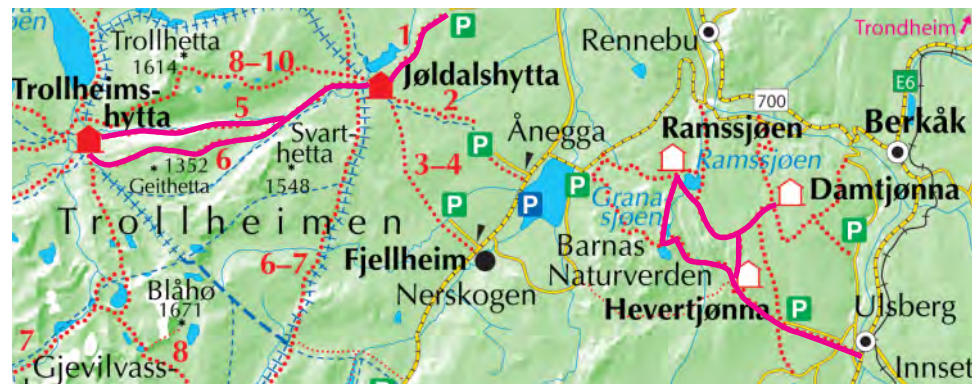 Trondheim
P
1
Rennebu
Trollhetta
1614
8–10
E6
Trollheims-
hytta
Jøldalshytta
2
700
5
Svart-
hetta
Ånegga
Ramssjøen
Berkåk
P
3–4
1352
Geithetta
6
1548
P
Ramssjøen
Grana-
sjøen
Damtjønna
P
Trollheimen
Barnas
Naturverden
P
6–7
Fjellheim
Nerskogen
Hevertjønna
Blåhø
1671
P
Ulsberg
7
8
Gjevilvass-
P
Innset